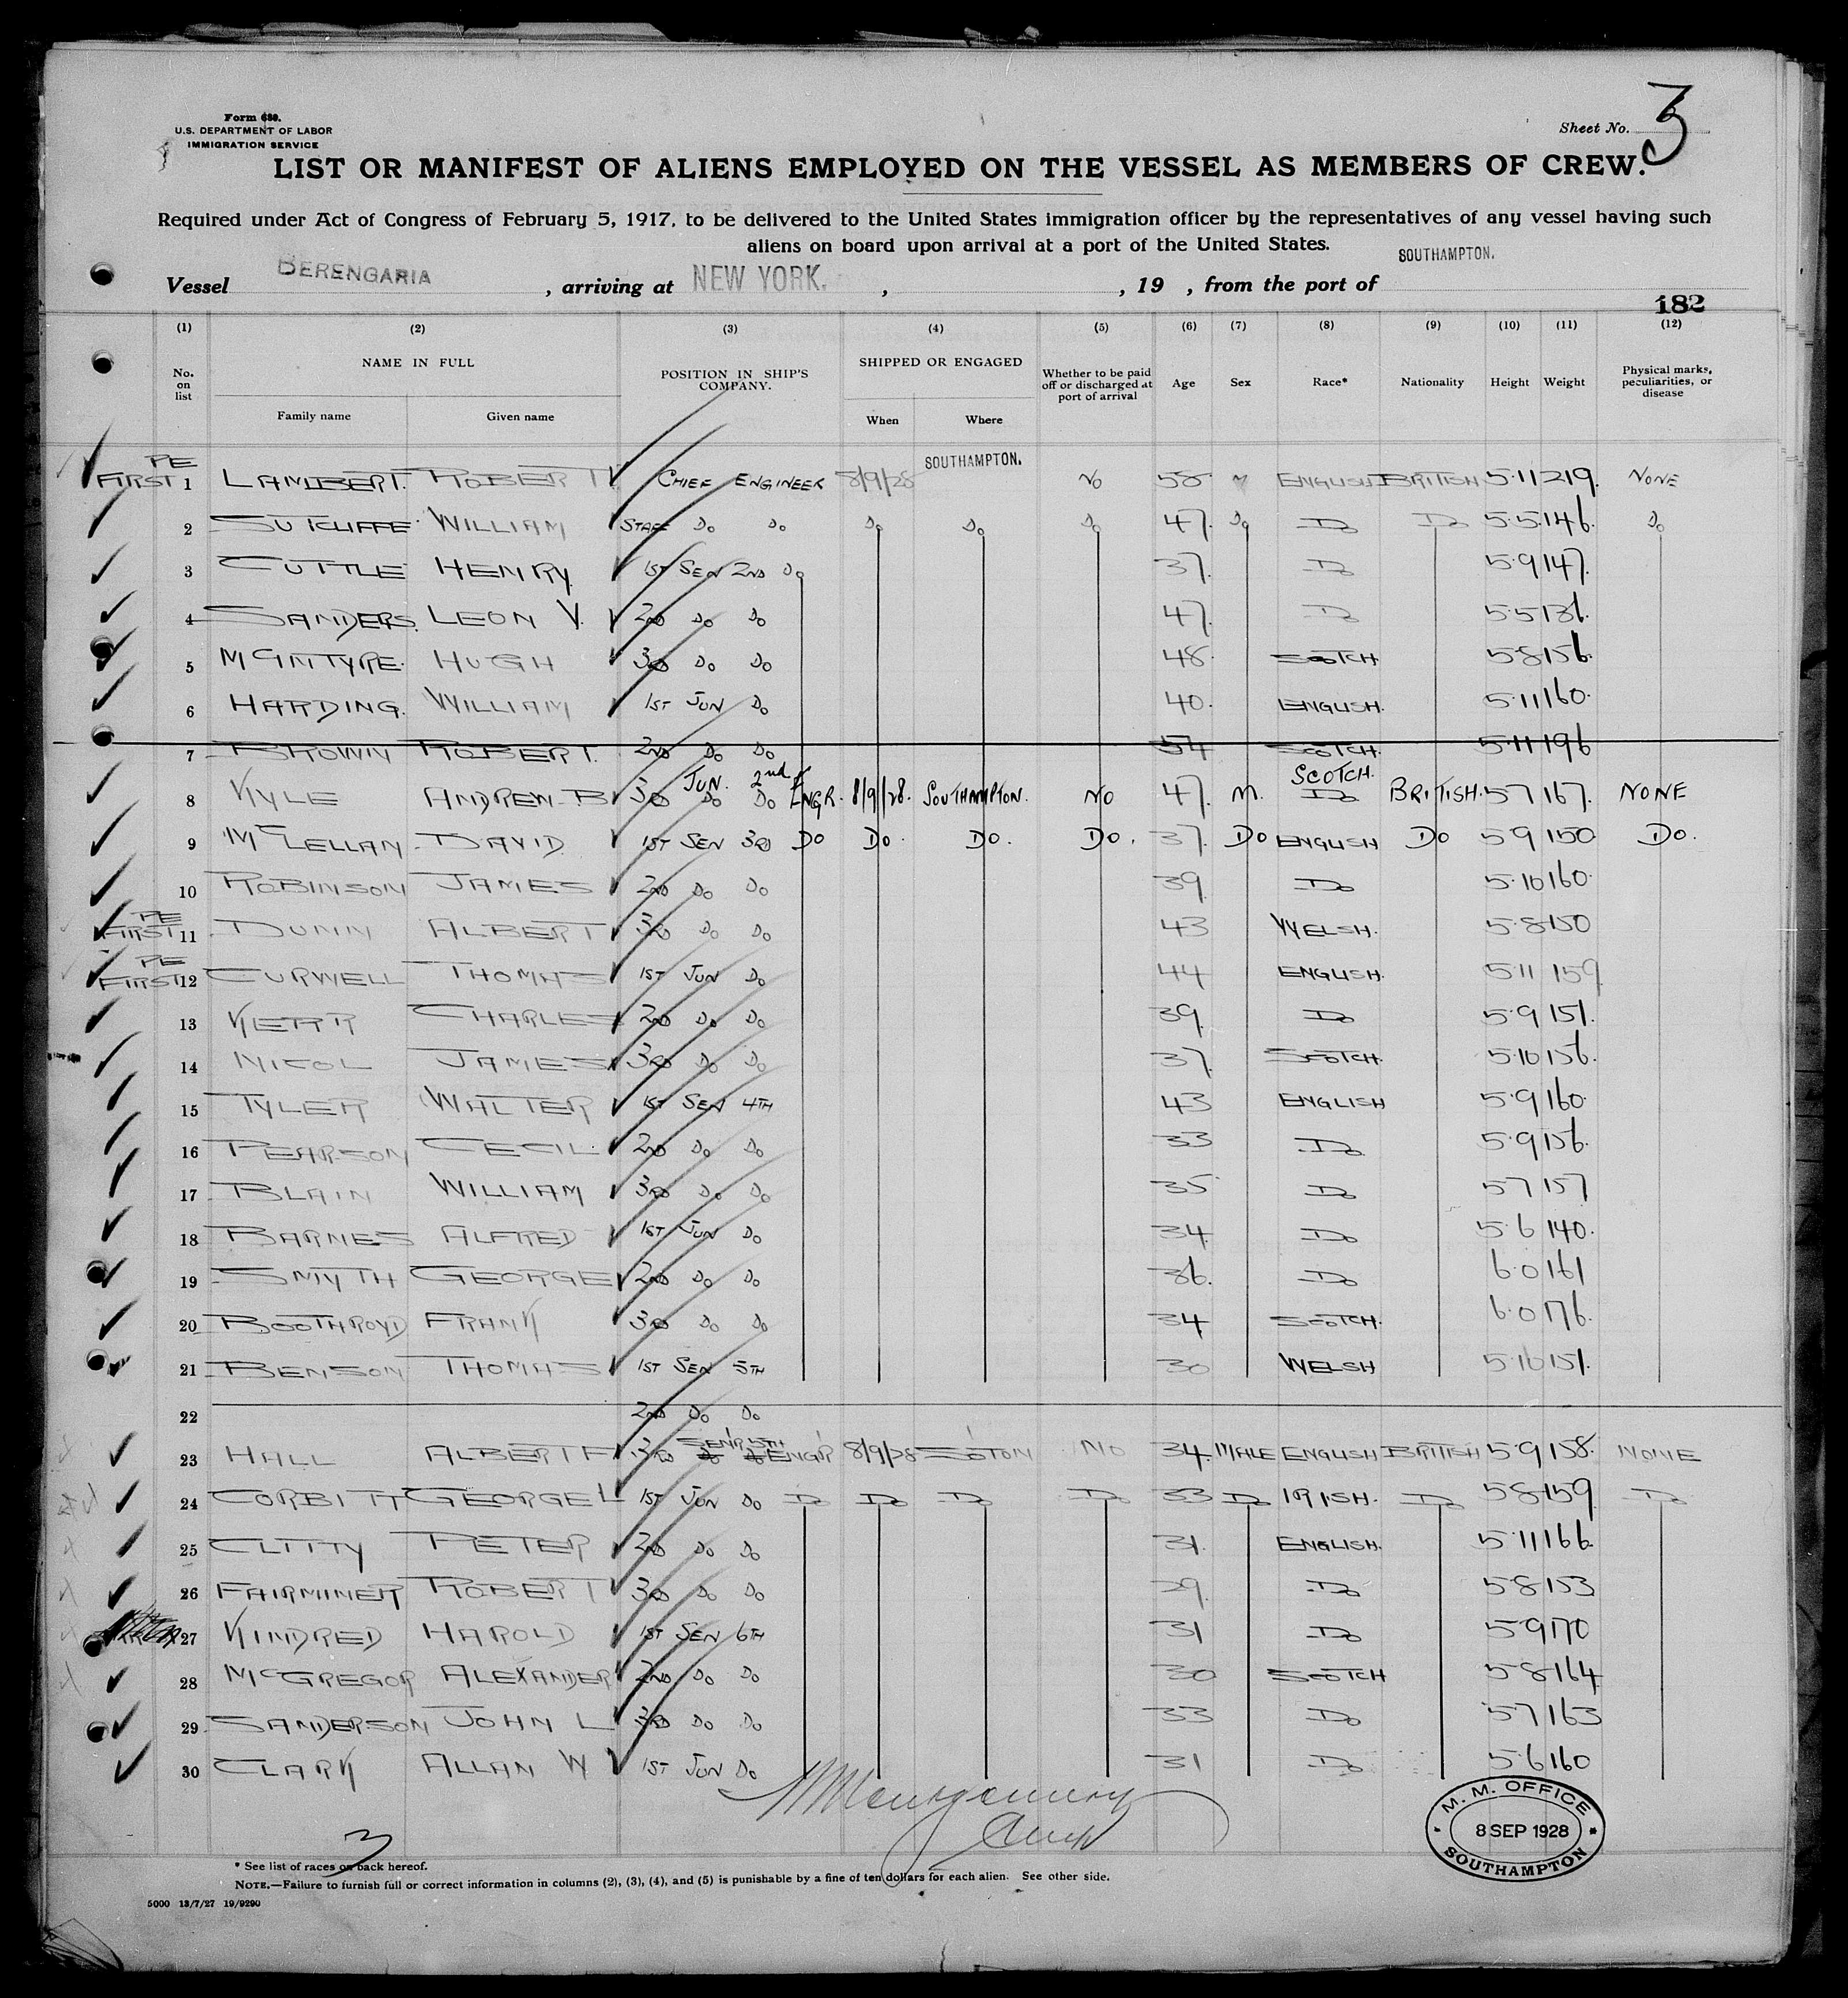 Form 680.
U.S. DEPARTMENT OF LABOR
IMMIGRATION SERVICE
Sheet No. 3
LIST OR MANIFEST OF ALIENS EMPLOYED ON THE VESSEL AS MEMBERS OF CREW.
Required under Act of Congress of February 5, 1917, to be delivered to the United States immigration officer by the representatives of any vessel having such
aliens on board upon arrival at a port of the United States.
Vessel BERENGARIA, arriving at NEW YORK. , , 19 , from the port of SOUTHAMPTON.
182
(1) (2) (3) (4) (5) (6) (7) (8) (9) (10) (11) (12)
No. on list NAME IN FULL POSITION IN SHIP'S COMPANY. SHIPPED OR ENGAGED Whether to be paid off or discharged at port of arrival Age Sex Race* Nationality Height Weight Physical marks, peculiarities, or disease
Family name Given name When Where
PE FIRST 1 LAMBERT. ROBERT CHIEF ENGINEER 8/9/28 SOUTHAMPTON. NO 58 M ENGLISH BRITISH 5·11 219. NONE
2 SUTCLIFFE WILLIAM STAFF Do Do Do Do Do 47. Do Do Do 5·5 146. Do
3 CUTTLE HENRY 1ST SEN 2ND Do 37. Do 5·9 147.
4 SANDERS. LEON V. 2ND Do Do 47. Do 5·5 136.
5 McINTYRE. HUGH 3RD Do Do 48. SCOTCH. 5·8 156.
6 HARDING. WILLIAM 1ST JUN Do 40. ENGLISH. 5·11 160.
7 BROWN ROBERT. 2ND Do Do 54 SCOTCH. 5·11 196
8 KYLE ANDREW B 3RD JUN. Do 2nd Do ENGR. 8/9/28. SOUTHAMPTON. NO 47. M. SCOTCH. Do BRITISH. 5 7 167. NONE
9 McLELLAN DAVID 1ST SEN 3RD DO DO. DO. DO. 37. DO ENGLISH DO 5 9 150 DO.
10 ROBINSON JAMES 2ND Do Do 39. Do 5·10 160.
PE FIRST 11 DUNN ALBERT 3RD Do Do 43 WELSH. 5·8 150
PE FIRST 12 CURWELL THOMAS 1ST JUN Do 44 ENGLISH. 5·11 159
13 KERR CHARLES 2ND Do Do 39. Do 5·9 151.
14 NICOL JAMES 3RD Do Do 37. SCOTCH. 5·10 156.
15 TYLER WALTER 1ST SEN 4TH 43 ENGLISH 5·9 160.
16 PEARSON CECIL. 2ND Do Do 33 Do 5·9 156.
17 BLAIN WILLIAM 3RD Do Do 35 Do 5 7 157
18 BARNES ALFRED 1ST JUN Do 34. Do 5·6 140.
19 SMYTH GEORGE 2ND Do Do 36. Do 6·0 161
20 BOOTHROYD FRANK 3RD Do Do 34 SCOTCH. 6·0 176.
21 BENSON THOMAS 1ST SEN 5TH 30 WELSH 5·10 151.
22 2ND Do Do
23 HALL ALBERT F 3RD SENR 5TH ENGR 8/9/28 SOTON NO 34. MALE ENGLISH BRITISH 5·9 158. NONE
24 CORBITT GEORGE L 1ST JUN Do Do Do Do Do 33 Do IRISH. Do 5 8 159 Do
25 CLITTY PETER 2ND Do Do 31. ENGLISH. 5·11 166.
26 FAIRMINER ROBERT 3RD Do Do 29. Do 5·8 153
27 KINDRED HAROLD 1ST SEN 6TH 31 Do 5·9 170
28 McGREGOR ALEXANDER 2ND Do Do 30 SCOTCH 5·8 164
29 SANDERSON JOHN L 3RD Do Do 33 Do 5·7 163
30 CLARK ALLAN W 1ST JUN Do 31 Do 5·6 160
Montgomery
M. M. OFFICE
8 SEP 1928
SOUTHAMPTON
3
* See list of races on back hereof.
NOTE.—Failure to furnish full or correct information in columns (2), (3), (4), and (5) is punishable by a fine of ten dollars for each alien. See other side.
5000 13/7/27 19/9290